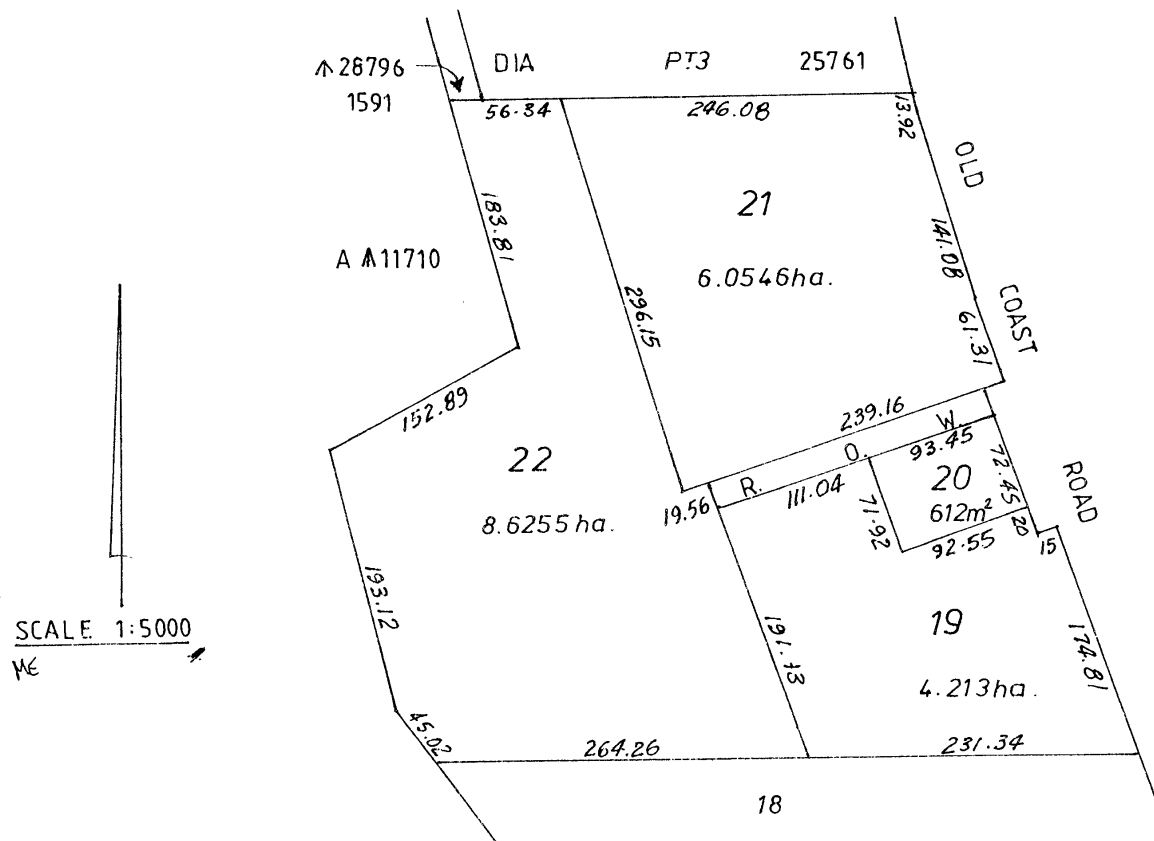 DIA PT3 25761
⩚ 28796
1591
56.34
246.08
13.92
OLD
21
183.81
141.08
A ⩚ 11710
6.0546ha.
296.15
61.31
COAST
152.89
239.16
R. O. W.
93.45
22
8.6255ha.
19.56
111.04
20
612m²
72.45
71.92
92.55
20
15
ROAD
193.12
SCALE 1:5000
ME
19
4.213ha.
191.13
174.81
45.02
264.26
231.34
18